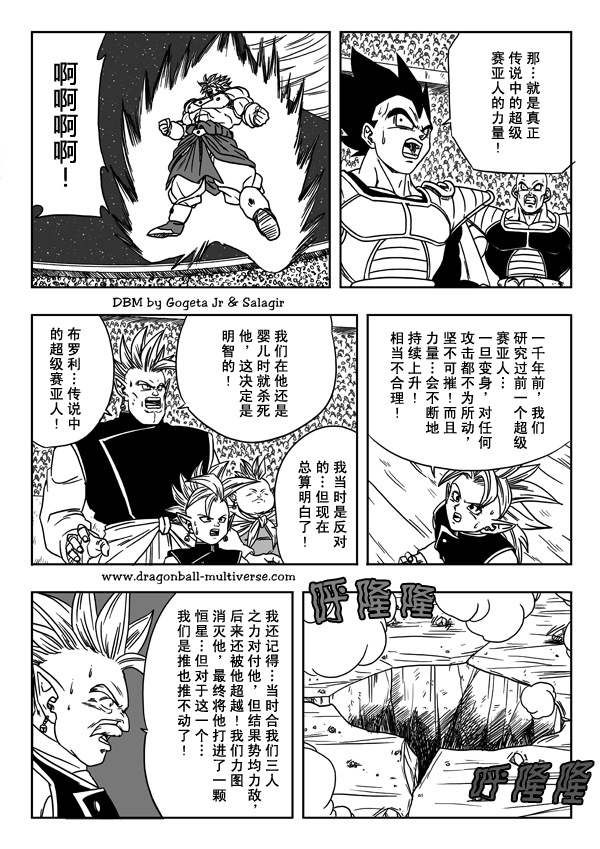 那…就是真正
传说中的超级
赛亚人的力量！
啊啊啊啊
啊啊啊啊！
DBM by Gogeta Jr & Salagir
一千年前，我们
研究过前一个超级
赛亚人…
一旦变身，对任何
攻击都不为所动，
坚不可摧！而且
力量…会不断地
持续上升！
相当不合理！
我们在他还是
婴儿时就杀死
他，这决定是
明智的！
我当时是反对
的…但现在
总算明白了！
布罗利…传说中
的超级赛亚人！
www.dragonball-multiverse.com
呼隆隆
呼隆隆
我还记得…当时合我们三人
之力对付他，但结果势均力敌，
后来还被他超越！我们力图
消灭他，最终将他打进了一颗
恒星…但对于这一个…
我们是推也推不动了！